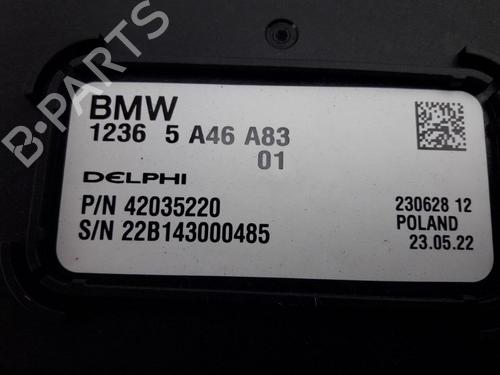 BMW
1236 5 A46 A83
01
DELPHI
P/N 42035220
S/N 22B143000485
230628 12
POLAND
23.05.22
B-PARTS